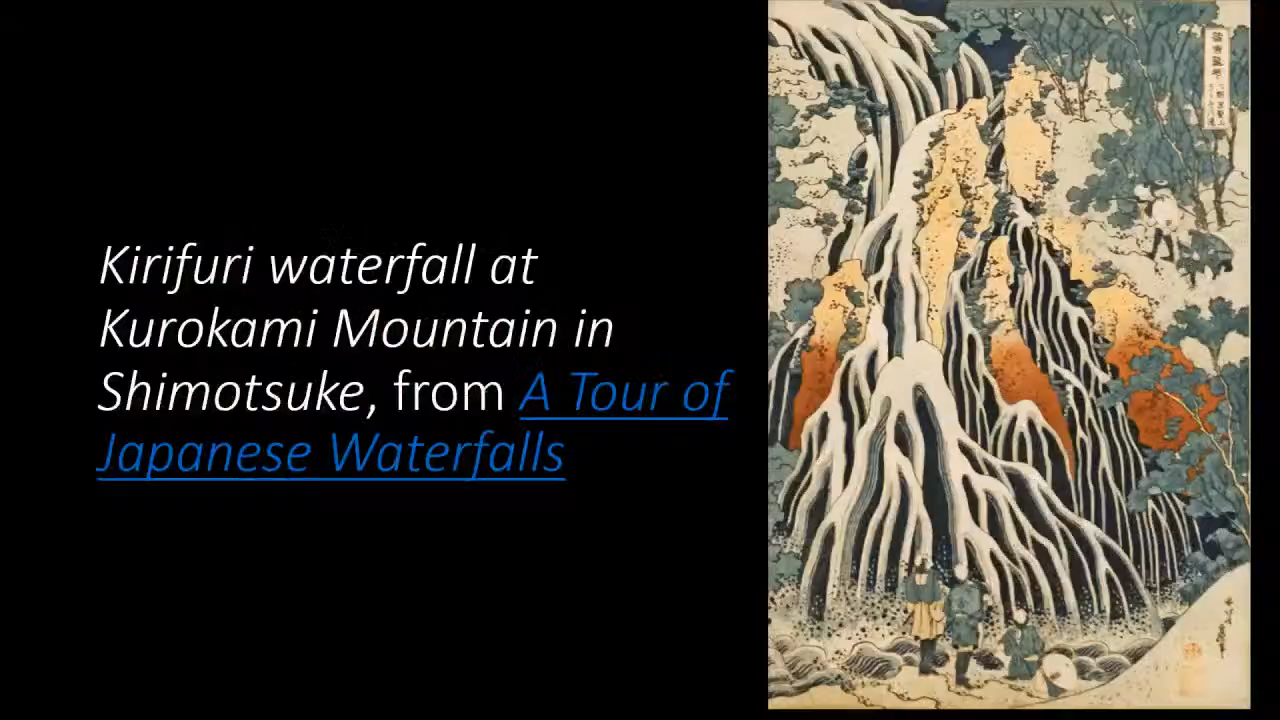 Kirifuri waterfall at
Kurokami Mountain in
Shimotsuke, from A Tour of
Japanese Waterfalls